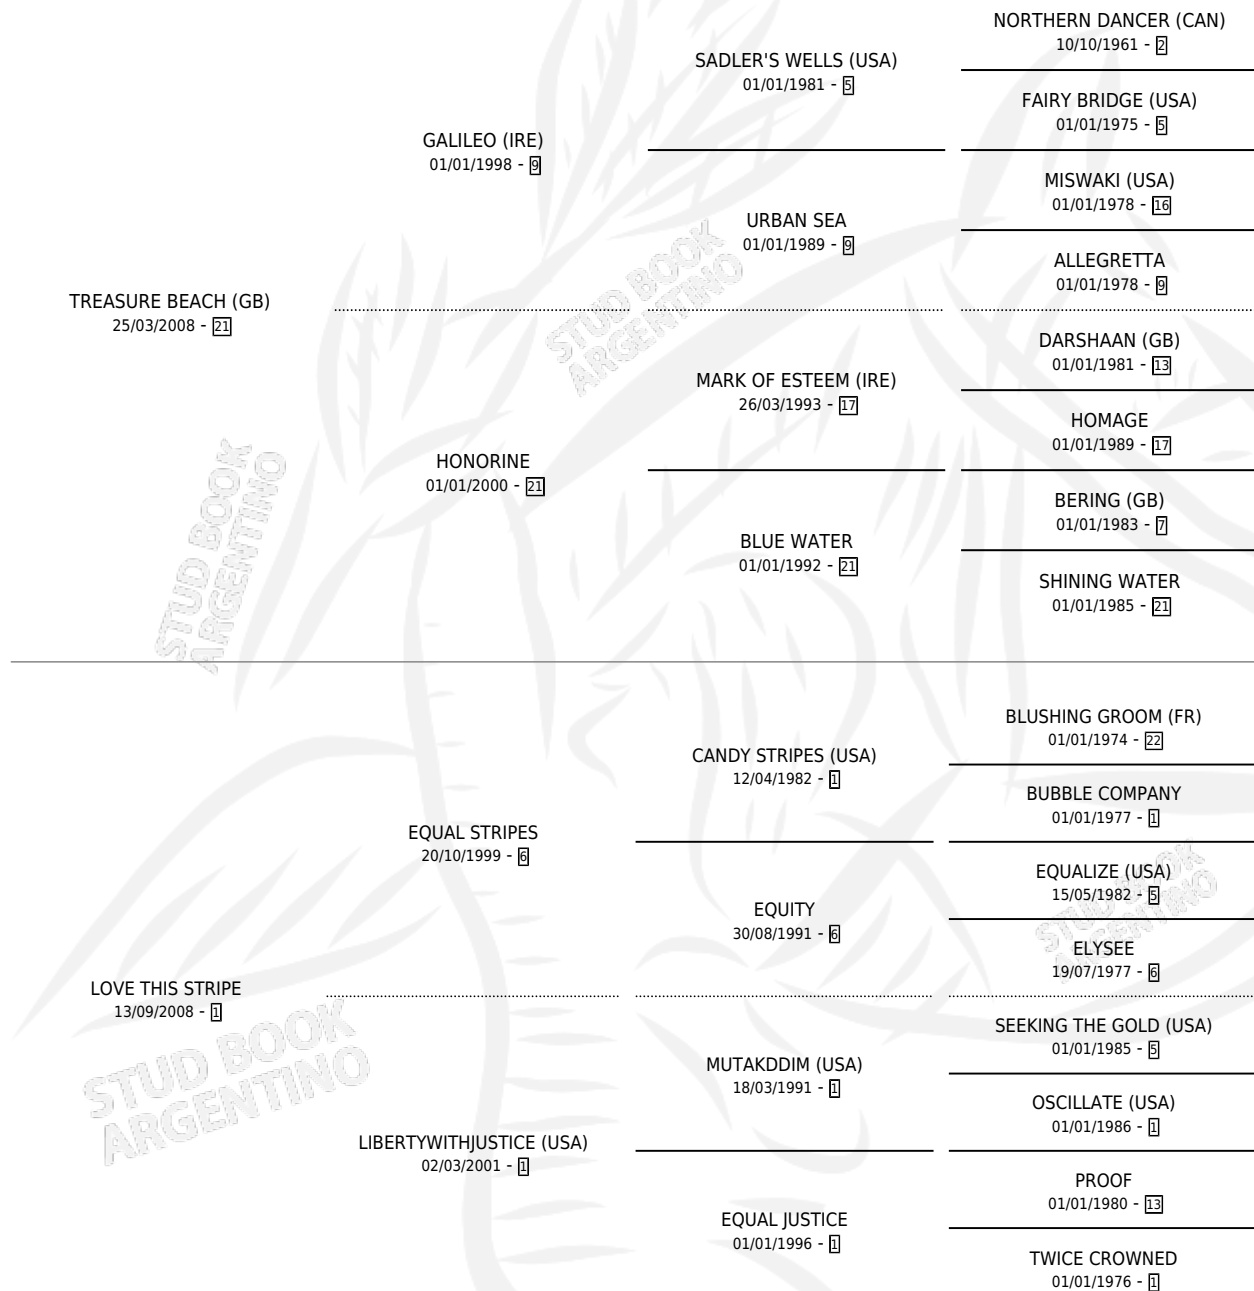 NORTHERN DANCER (CAN)
10/10/1961 - 2
SADLER'S WELLS (USA)
01/01/1981 - 5
FAIRY BRIDGE (USA)
01/01/1975 - 5
GALILEO (IRE)
01/01/1998 - 9
MISWAKI (USA)
01/01/1978 - 16
URBAN SEA
01/01/1989 - 9
ALLEGRETTA
01/01/1978 - 9
TREASURE BEACH (GB)
25/03/2008 - 21
DARSHAAN (GB)
01/01/1981 - 13
MARK OF ESTEEM (IRE)
26/03/1993 - 17
HOMAGE
01/01/1989 - 17
HONORINE
01/01/2000 - 21
BERING (GB)
01/01/1983 - 7
BLUE WATER
01/01/1992 - 21
SHINING WATER
01/01/1985 - 21
BLUSHING GROOM (FR)
01/01/1974 - 22
CANDY STRIPES (USA)
12/04/1982 - 1
BUBBLE COMPANY
01/01/1977 - 1
EQUAL STRIPES
20/10/1999 - 6
EQUALIZE (USA)
15/05/1982 - 5
EQUITY
30/08/1991 - 6
ELYSEE
19/07/1977 - 6
LOVE THIS STRIPE
13/09/2008 - 1
SEEKING THE GOLD (USA)
01/01/1985 - 5
MUTAKDDIM (USA)
18/03/1991 - 1
OSCILLATE (USA)
01/01/1986 - 1
LIBERTYWITHJUSTICE (USA)
02/03/2001 - 1
PROOF
01/01/1980 - 13
EQUAL JUSTICE
01/01/1996 - 1
TWICE CROWNED
01/01/1976 - 1
STUD BOOK
ARGENTINO
STUD BOOK
ARGENTINO
STUD BOOK
ARGENTINO
STUD BOOK
ARGENTINO